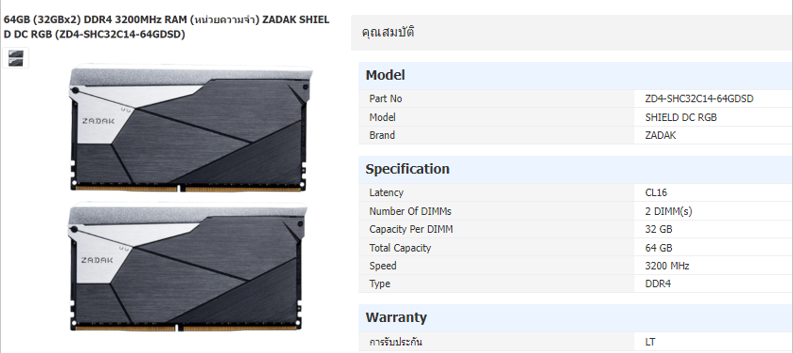 64GB (32GBx2) DDR4 3200MHz RAM (หน่วยความจำ) ZADAK SHIEL
D DC RGB (ZD4-SHC32C14-64GDSD)
ZADAK
ZADAK
คุณสมบัติ
Model
Part No ZD4-SHC32C14-64GDSD
Model SHIELD DC RGB
Brand ZADAK
Specification
Latency CL16
Number Of DIMMs 2 DIMM(s)
Capacity Per DIMM 32 GB
Total Capacity 64 GB
Speed 3200 MHz
Type DDR4
Warranty
การรับประกัน LT